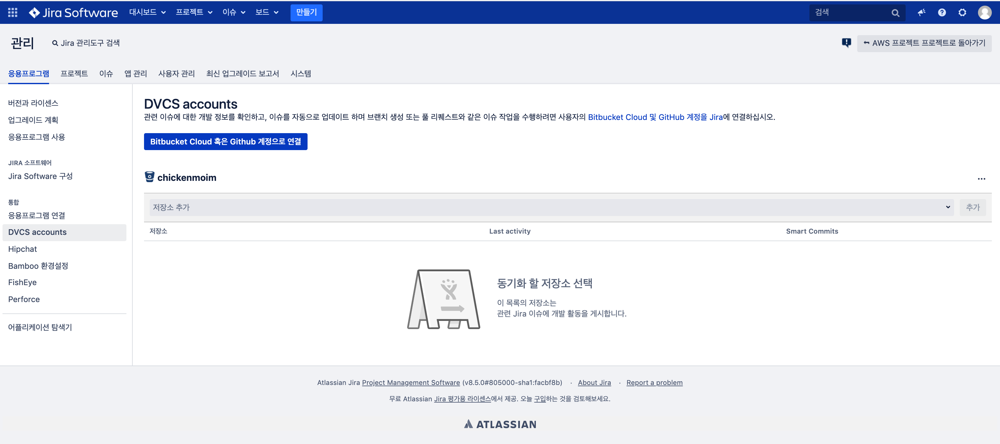 Jira Software 대시보드 프로젝트 이슈 보드 만들기 검색
관리 Jira 관리도구 검색 AWS 프로젝트 프로젝트로 돌아가기
응용프로그램 프로젝트 이슈 앱 관리 사용자 관리 최신 업그레이드 보고서 시스템
버전과 라이센스
업그레이드 계획
응용프로그램 사용
JIRA 소프트웨어
Jira Software 구성
통합
응용프로그램 연결
DVCS accounts
Hipchat
Bamboo 환경설정
FishEye
Perforce
어플리케이션 탐색기
DVCS accounts
관련 이슈에 대한 개발 정보를 확인하고, 이슈를 자동으로 업데이트 하며 브랜치 생성 또는 풀 리퀘스트와 같은 이슈 작업을 수행하려면 사용자의 Bitbucket Cloud 및 GitHub 계정을 Jira에 연결하십시오.
Bitbucket Cloud 혹은 Github 계정으로 연결
chickenmoim
저장소 추가 추가
저장소 Last activity Smart Commits
동기화 할 저장소 선택
이 목록의 저장소는
관련 Jira 이슈에 개발 활동을 게시합니다.
Atlassian Jira Project Management Software (v8.5.0#805000-sha1:facbf8b) · About Jira · Report a problem
무료 Atlassian Jira 평가용 라이센스에서 제공. 오늘 구입하는 것을 검토해보세요.
ATLASSIAN